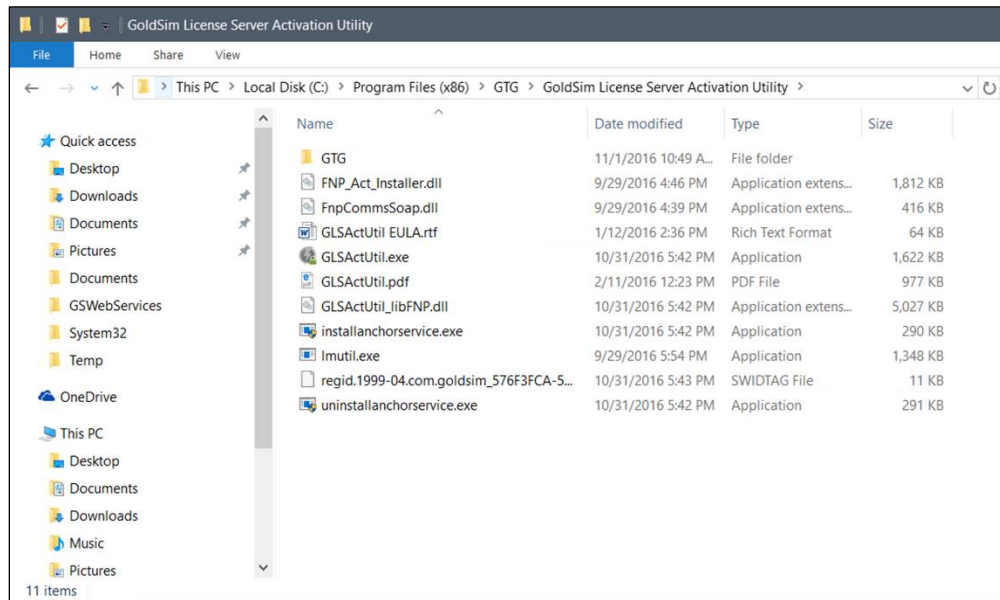 GoldSim License Server Activation Utility
File Home Share View
This PC > Local Disk (C:) > Program Files (x86) > GTG > GoldSim License Server Activation Utility >
Name Date modified Type Size
Quick access
Desktop
Downloads
Documents
Pictures
Documents
GSWebServices
System32
Temp
OneDrive
This PC
Desktop
Documents
Downloads
Music
Pictures
GTG 11/1/2016 10:49 A... File folder
FNP_Act_Installer.dll 9/29/2016 4:46 PM Application extens... 1,812 KB
FnpCommsSoap.dll 9/29/2016 4:39 PM Application extens... 416 KB
GLSActUtil EULA.rtf 1/12/2016 2:36 PM Rich Text Format 64 KB
GLSActUtil.exe 10/31/2016 5:42 PM Application 1,622 KB
GLSActUtil.pdf 2/11/2016 12:23 PM PDF File 977 KB
GLSActUtil_libFNP.dll 10/31/2016 5:42 PM Application extens... 5,027 KB
installanchorservice.exe 10/31/2016 5:42 PM Application 290 KB
lmutil.exe 9/29/2016 5:54 PM Application 1,348 KB
regid.1999-04.com.goldsim_576F3FCA-5... 10/31/2016 5:43 PM SWIDTAG File 11 KB
uninstallanchorservice.exe 10/31/2016 5:42 PM Application 291 KB
11 items